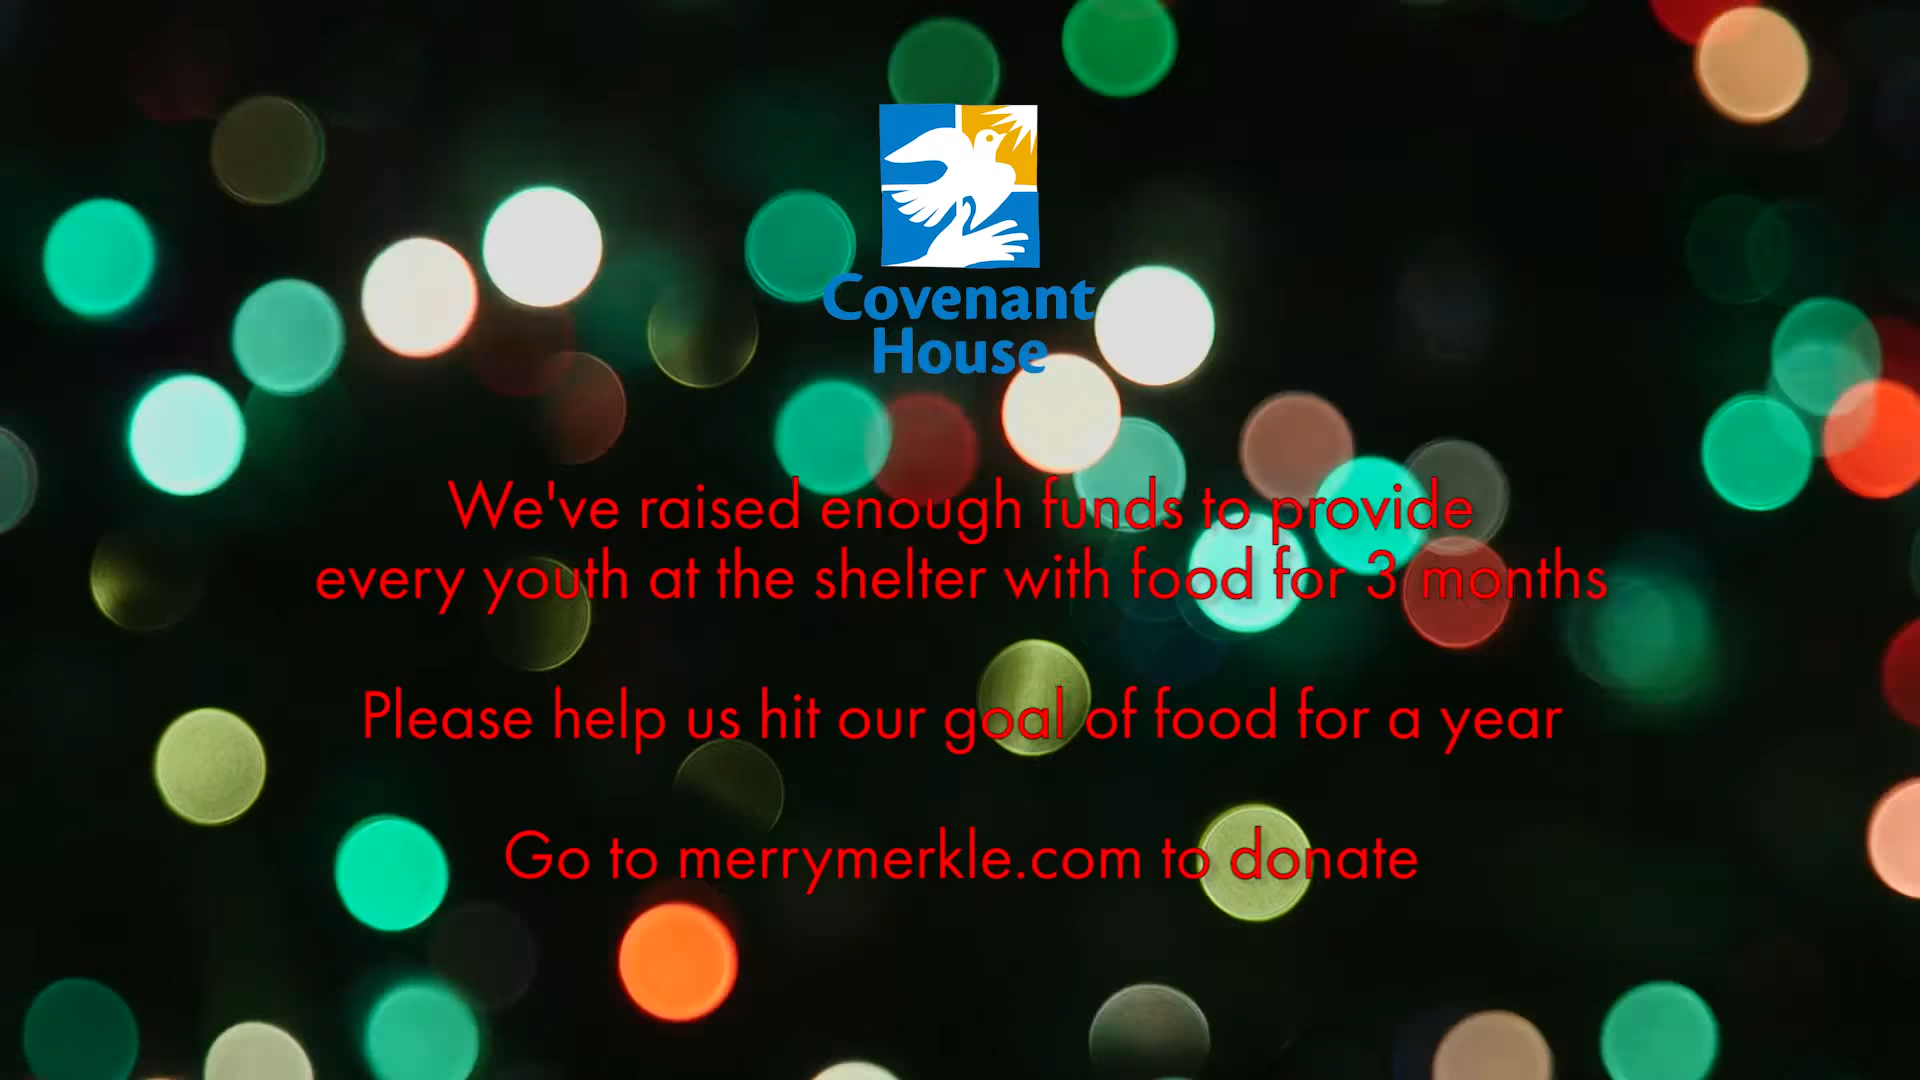 Covenant
House
We've raised enough funds to provide
every youth at the shelter with food for 3 months
Please help us hit our goal of food for a year
Go to merrymerkle.com to donate